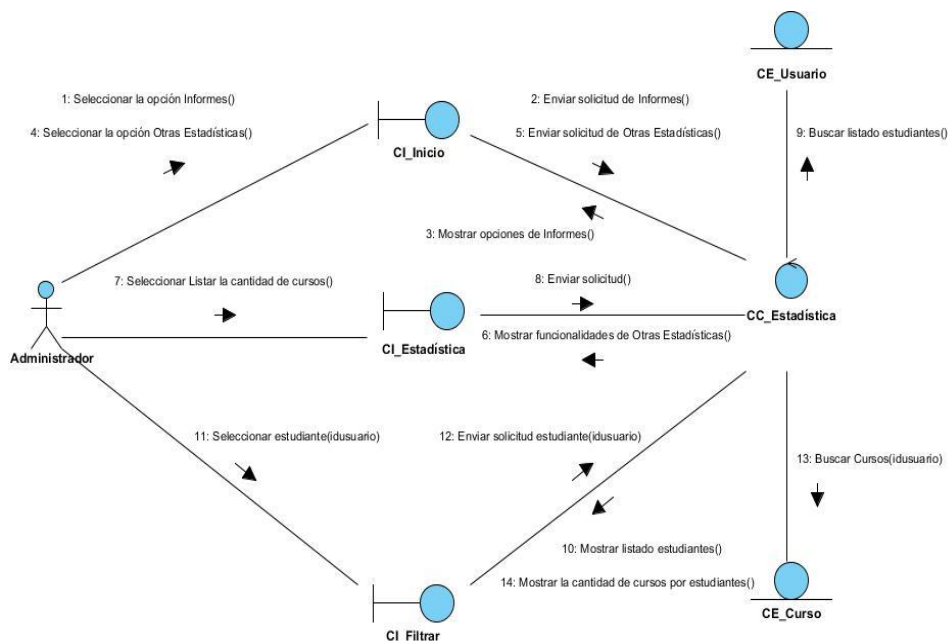 CE_Usuario
1: Seleccionar la opción Informes()
2: Enviar solicitud de Informes()
4: Seleccionar la opción Otras Estadísticas()
5: Enviar solicitud de Otras Estadísticas()
9: Buscar listado estudiantes()
CI_Inicio
3: Mostrar opciones de Informes()
7: Seleccionar Listar la cantidad de cursos()
8: Enviar solicitud()
CC_Estadística
6: Mostrar funcionalidades de Otras Estadísticas()
CI_Estadística
Administrador
11: Seleccionar estudiante(idusuario)
12: Enviar solicitud estudiante(idusuario)
13: Buscar Cursos(idusuario)
10: Mostrar listado estudiantes()
14: Mostrar la cantidad de cursos por estudiantes()
CE_Curso
CI_Filtrar